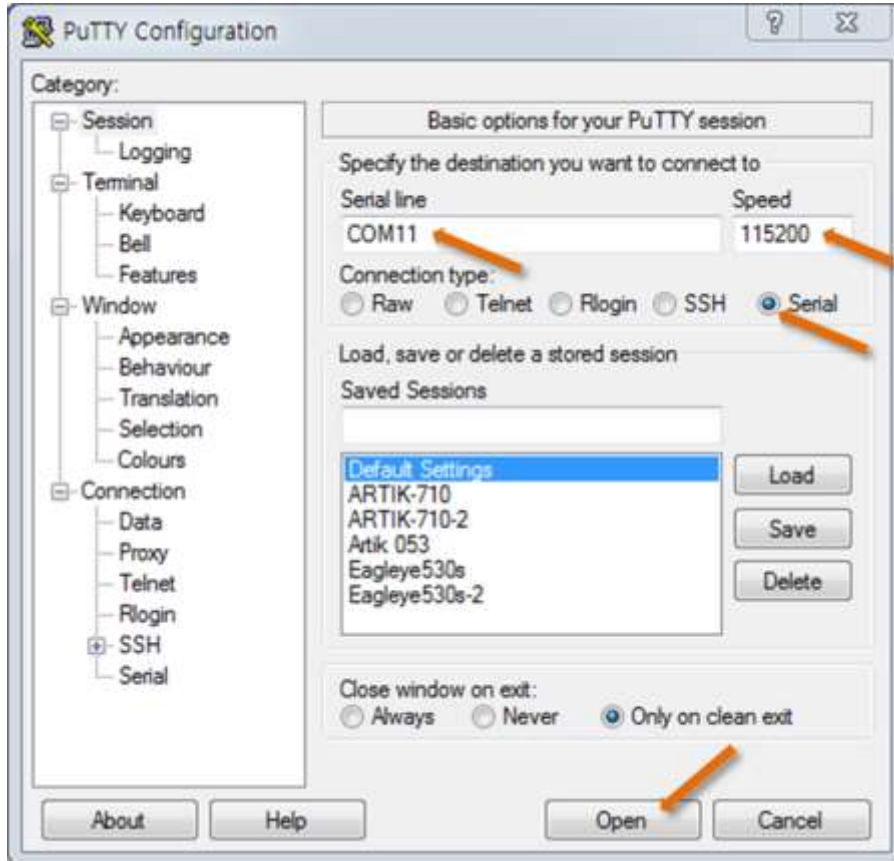 PuTTY Configuration
Category:
Session
Logging
Terminal
Keyboard
Bell
Features
Window
Appearance
Behaviour
Translation
Selection
Colours
Connection
Data
Proxy
Telnet
Rlogin
SSH
Serial
Basic options for your PuTTY session
Specify the destination you want to connect to
Serial line Speed
COM11 115200
Connection type:
Raw Telnet Rlogin SSH Serial
Load, save or delete a stored session
Saved Sessions
Default Settings
ARTIK-710
ARTIK-710-2
Artik 053
Eagleye530s
Eagleye530s-2
Load
Save
Delete
Close window on exit:
Always Never Only on clean exit
About Help Open Cancel